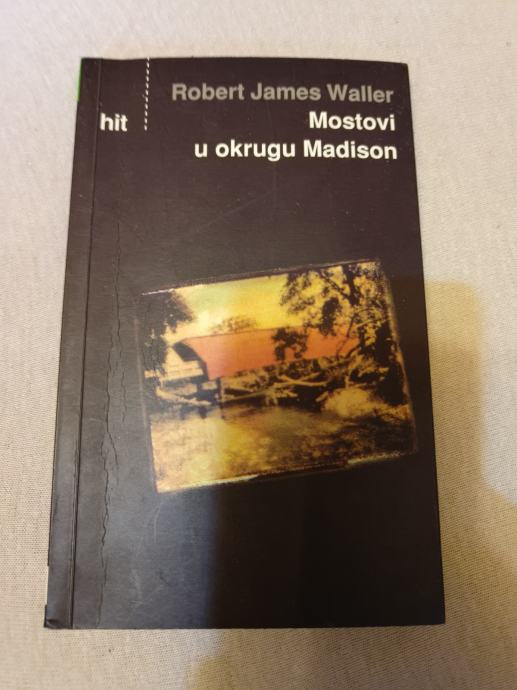 Robert James Waller
hit
Mostovi
u okrugu Madison